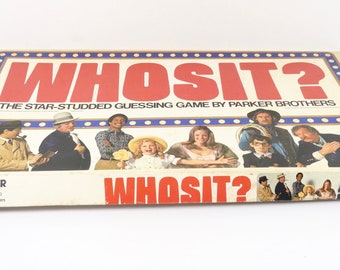 WHOSIT?
THE STAR-STUDDED GUESSING GAME BY PARKER BROTHERS
WHOSIT?